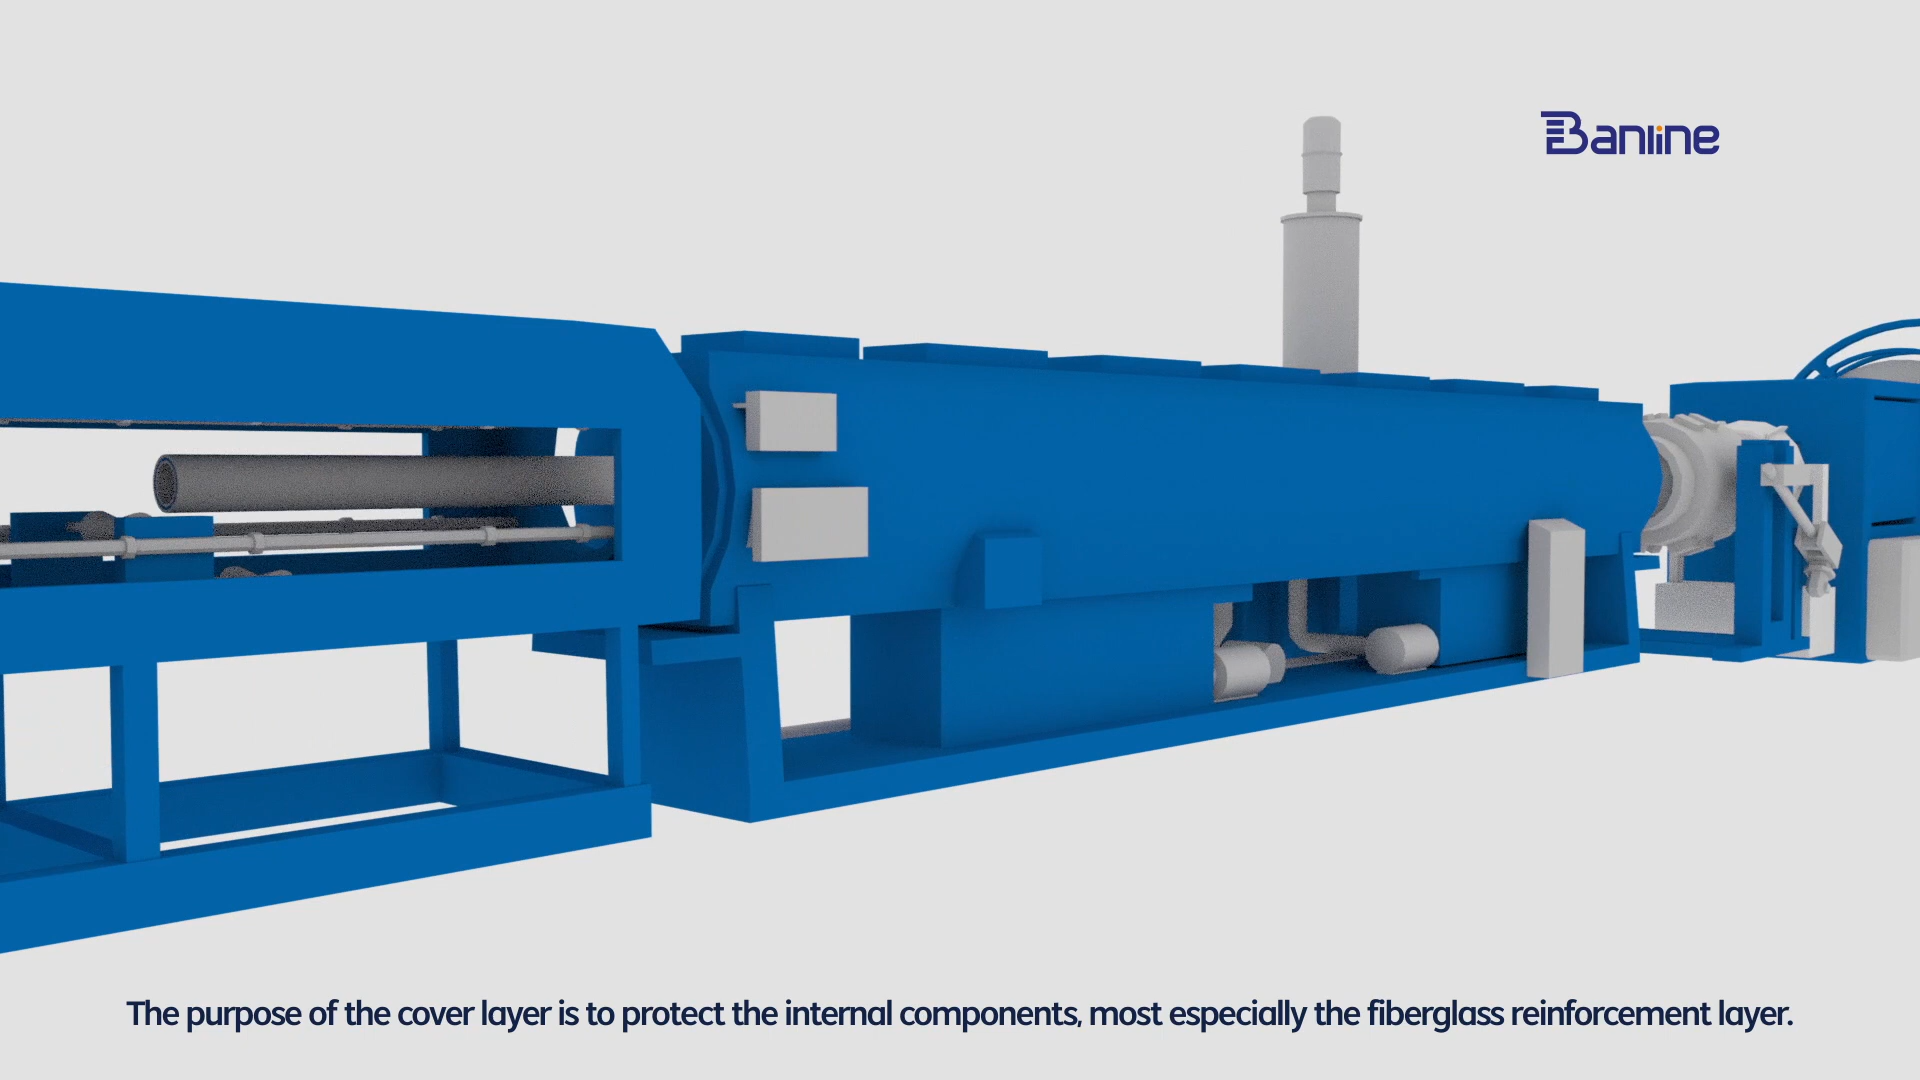 Banline
The purpose of the cover layer is to protect the internal components, most especially the fiberglass reinforcement layer.